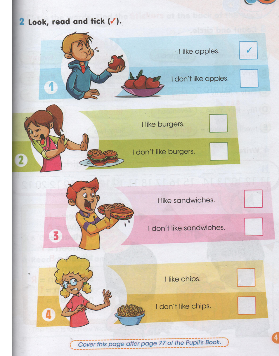 2 Look, read and tick (✓).
I like apples. ✓
I don't like apples.
1
I like burgers.
I don't like burgers.
2
I like sandwiches.
I don't like sandwiches.
3
I like chips.
I don't like chips.
4
Cover this page after page 77 of the Pupil's Book.